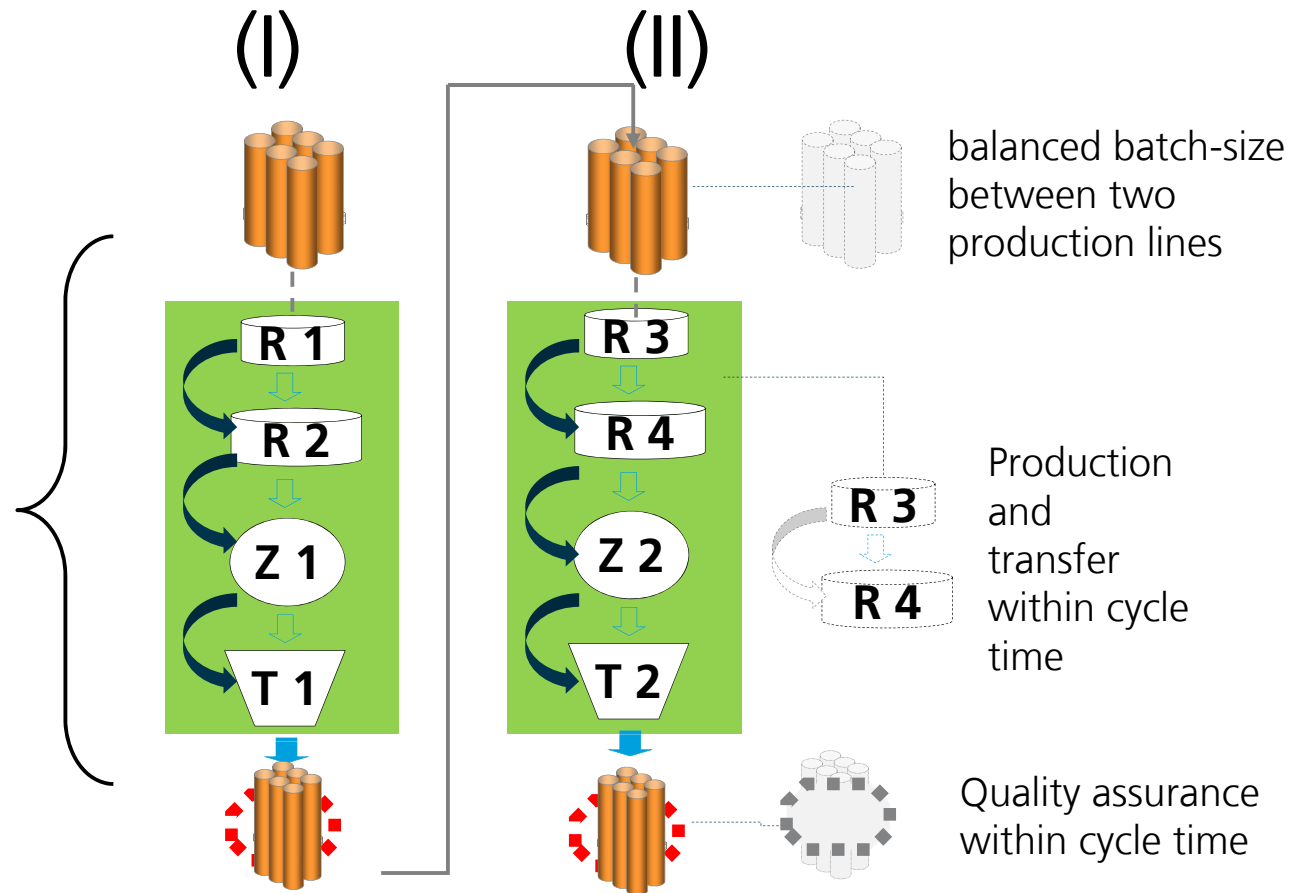 (I)
(II)
balanced batch-size
between two
production lines
R 1
R 2
Z 1
T 1
R 3
R 4
Z 2
T 2
R 3
R 4
Production
and
transfer
within cycle
time
Quality assurance
within cycle time